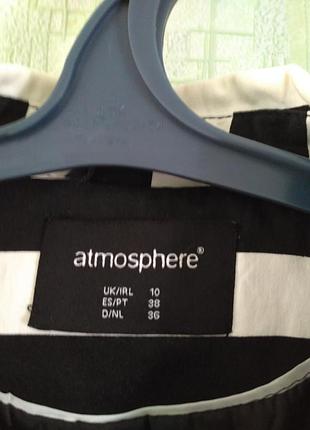 atmosphere®
UK/IRL 10
ES/PT 38
D/NL 36